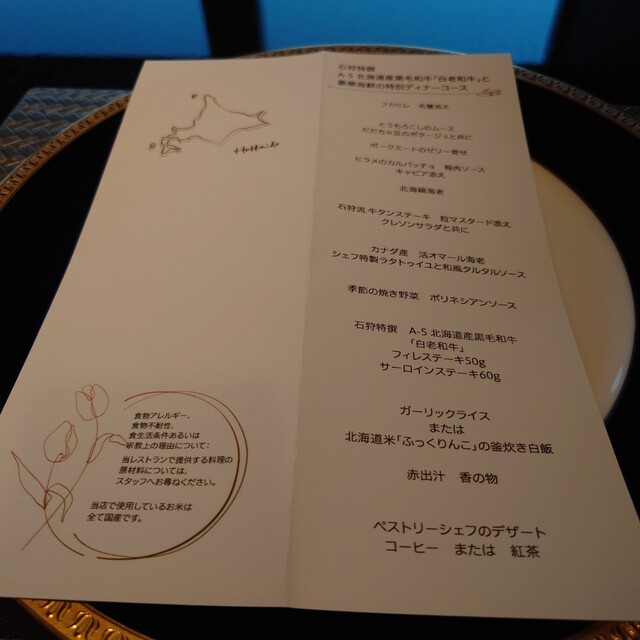 Hokkaido
食物アレルギー、
食物不耐性、
食生活条件あるいは
宗教上の理由について：
当レストランで提供する料理の
原材料については、
スタッフへお尋ねください。
当店で使用しているお米は
全て国産です。
石狩特撰
A-5 北海道産黒毛和牛「白老和牛」と
豪華海鮮の特別ディナーコース
フカヒレ 毛蟹添え
とうもろこしのムース
だだちゃ豆のポタージュと共に
ポークミートのゼリー寄せ
ヒラメのカルパッチョ 梅肉ソース
キャビア添え
北海縞海老
石狩流 牛タンステーキ 粒マスタード添え
クレソンサラダと共に
カナダ産 活オマール海老
シェフ特製ラタトゥイユと和風タルタルソース
季節の焼き野菜 ポリネシアンソース
石狩特撰 A-5 北海道産黒毛和牛
「白老和牛」
フィレステーキ50g
サーロインステーキ60g
ガーリックライス
または
北海道米「ふっくりんこ」の釜炊き白飯
赤出汁 香の物
ペストリーシェフのデザート
コーヒー または 紅茶